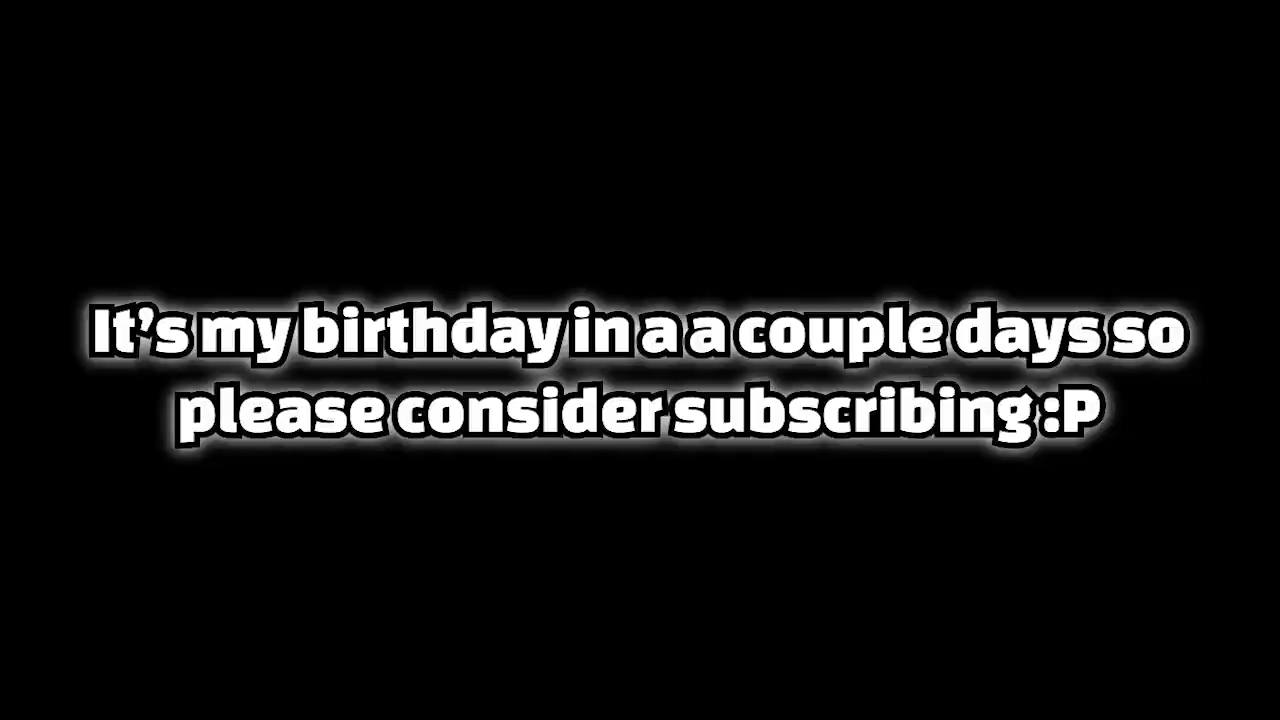 It’s my birthday in a a couple days so
please consider subscribing :P